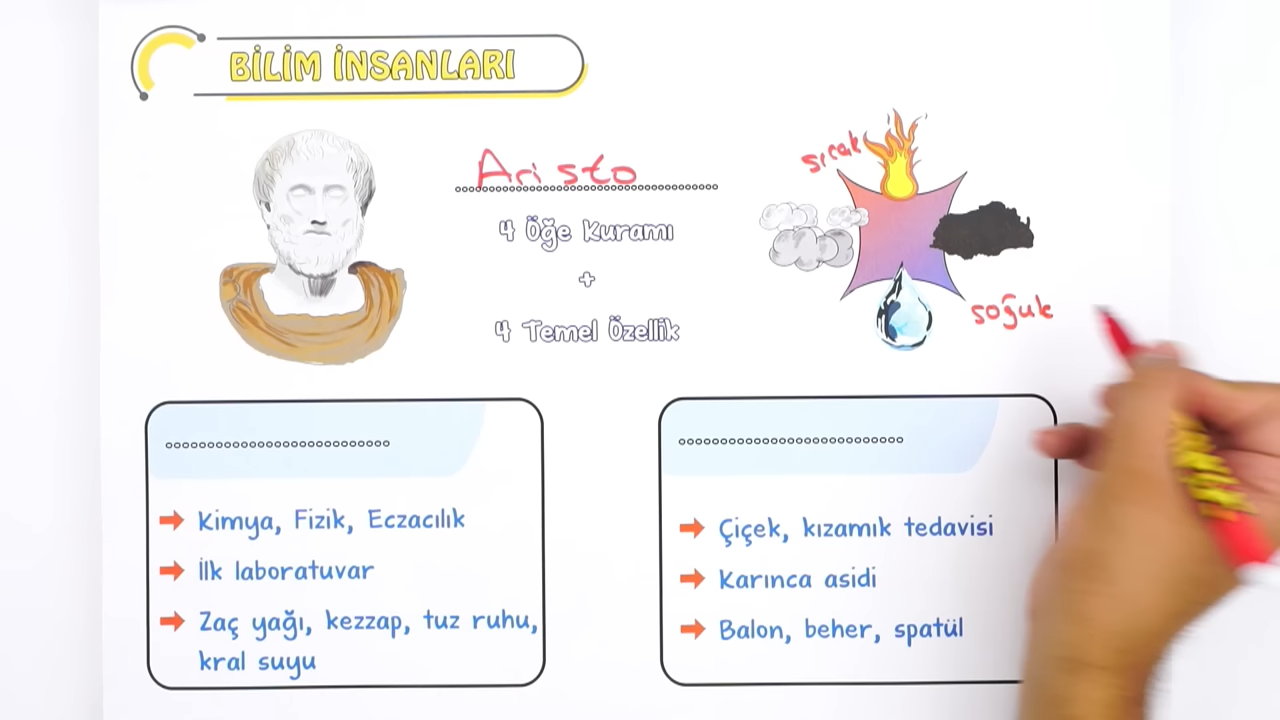 BİLİM İNSANLARI
Aristo
4 Öğe Kuramı
+
4 Temel Özellik
sıcak
soğuk
Kimya, Fizik, Eczacılık
İlk laboratuvar
Zaç yağı, kezzap, tuz ruhu,
kral suyu
Çiçek, kızamık tedavisi
Karınca asidi
Balon, beher, spatül